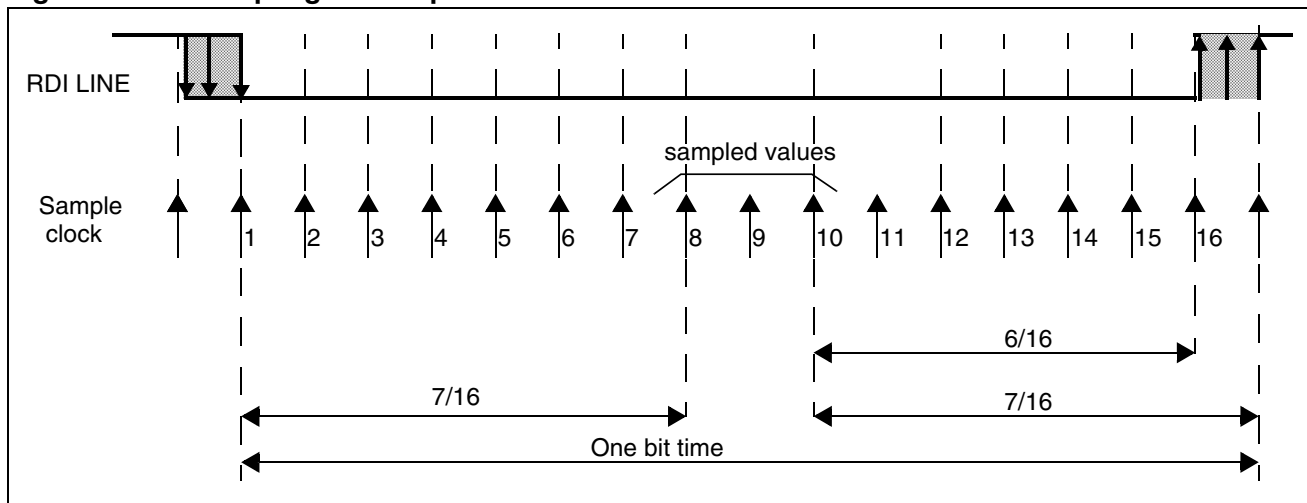 RDI LINE
sampled values
Sample
clock
1 2 3 4 5 6 7 8 9 10 11 12 13 14 15 16
6/16
7/16
7/16
One bit time